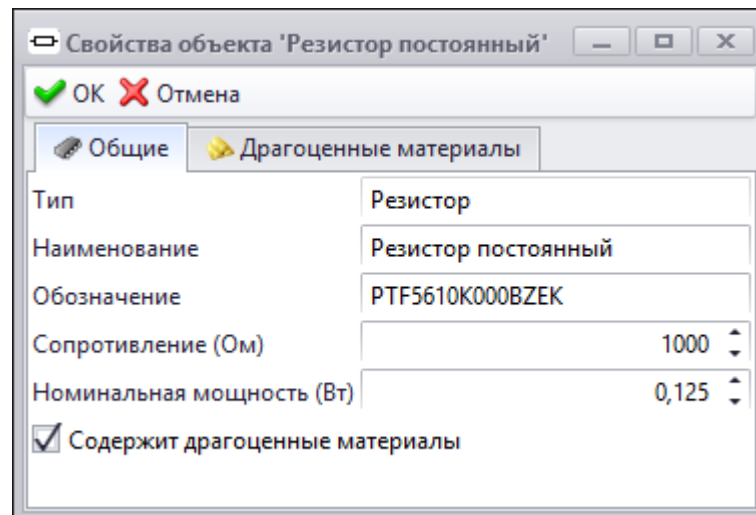 Свойства объекта 'Резистор постоянный'
ОК Отмена
Общие Драгоценные материалы
Тип Резистор
Наименование Резистор постоянный
Обозначение PTF5610K000BZEK
Сопротивление (Ом) 1000
Номинальная мощность (Вт) 0,125
Содержит драгоценные материалы